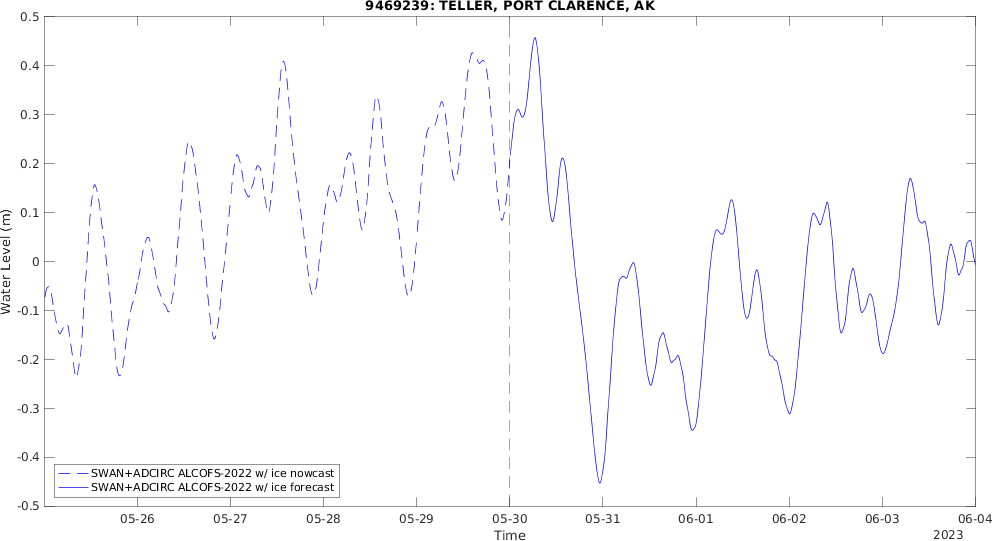 9469239: TELLER, PORT CLARENCE, AK
0.5
0.4
0.3
0.2
0.1
0
-0.1
-0.2
-0.3
-0.4
-0.5
Water Level (m)
SWAN+ADCIRC ALCOFS-2022 w/ ice nowcast
SWAN+ADCIRC ALCOFS-2022 w/ ice forecast
05-26 05-27 05-28 05-29 05-30 05-31 06-01 06-02 06-03 06-04
Time
2023